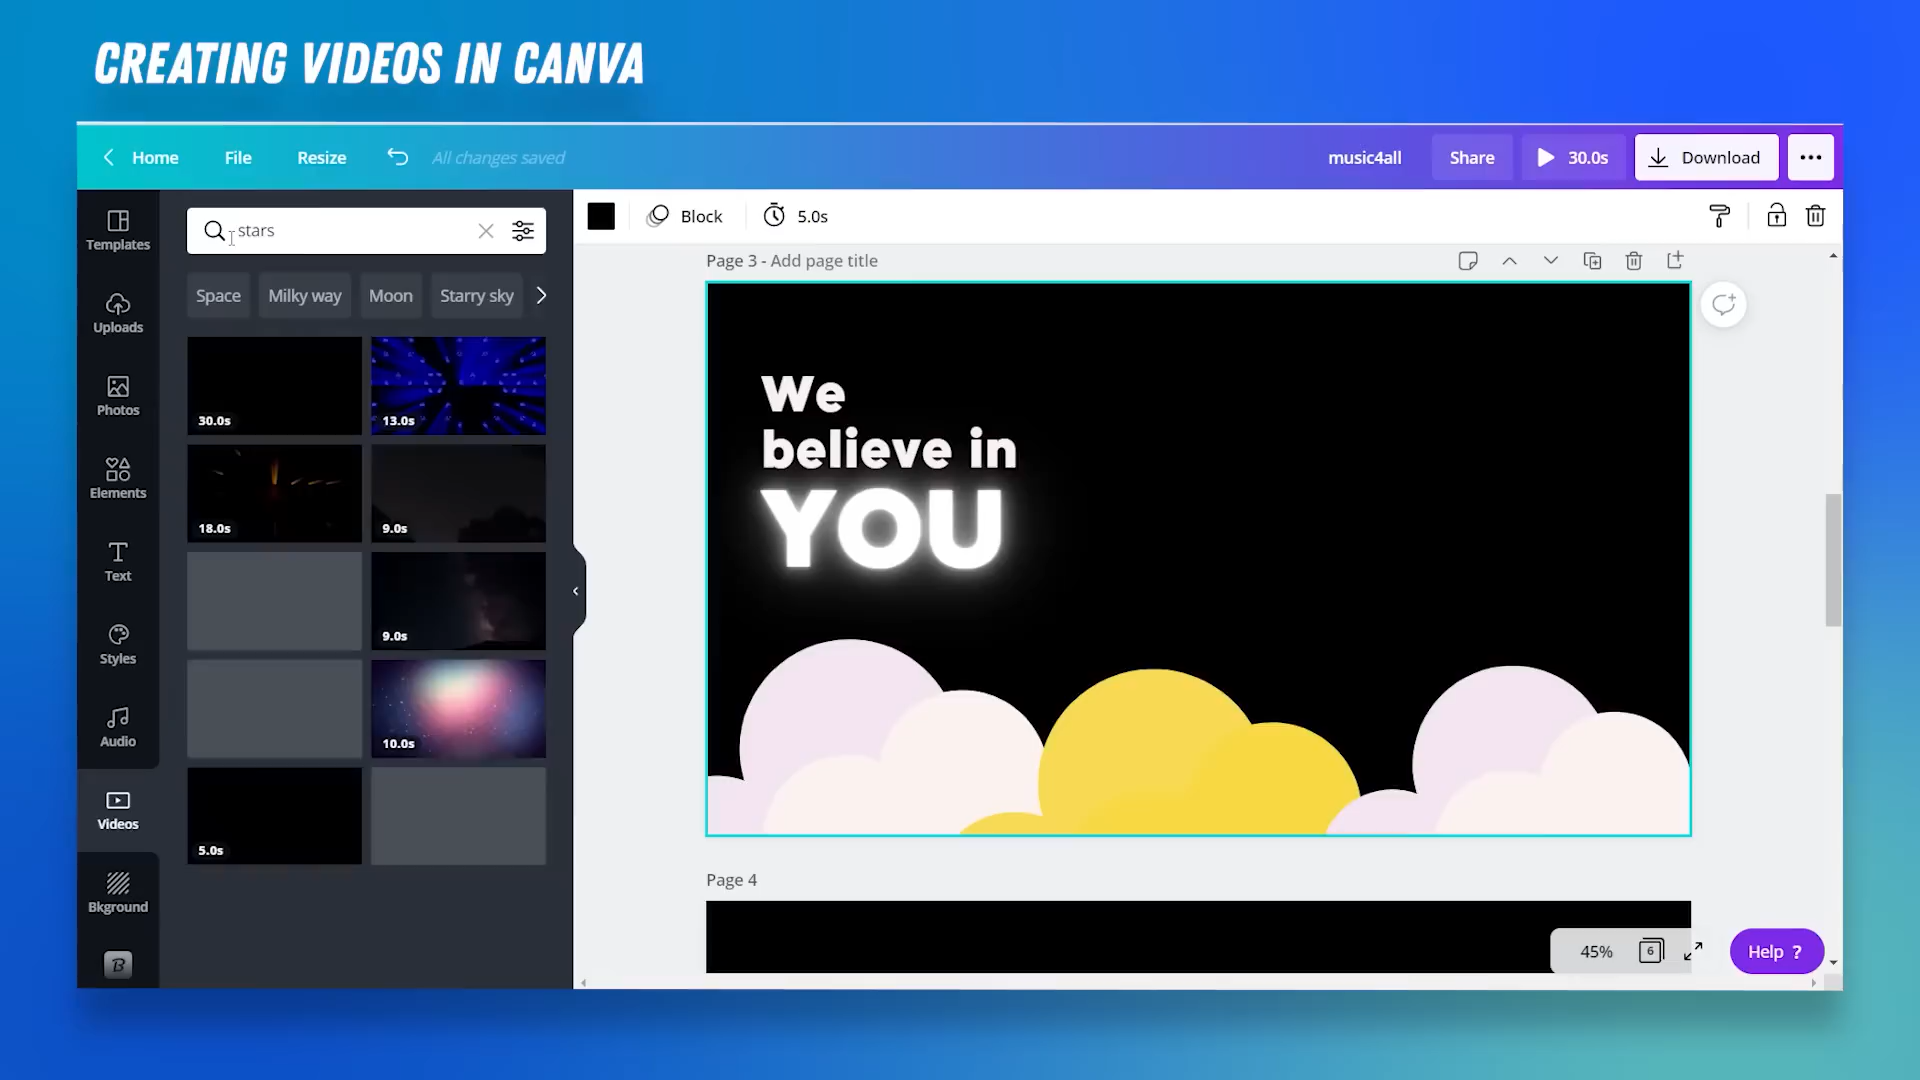 CREATING VIDEOS IN CANVA
Home File Resize All changes saved music4all Share 30.0s Download
Templates
Uploads
Photos
Elements
Text
Styles
Audio
Videos
Bkground
B
stars
Space Milky way Moon Starry sky
30.0s 13.0s
18.0s 9.0s
9.0s
10.0s
5.0s
Block 5.0s
Page 3 - Add page title
We
believe in
YOU
Page 4
45% 6 Help ?